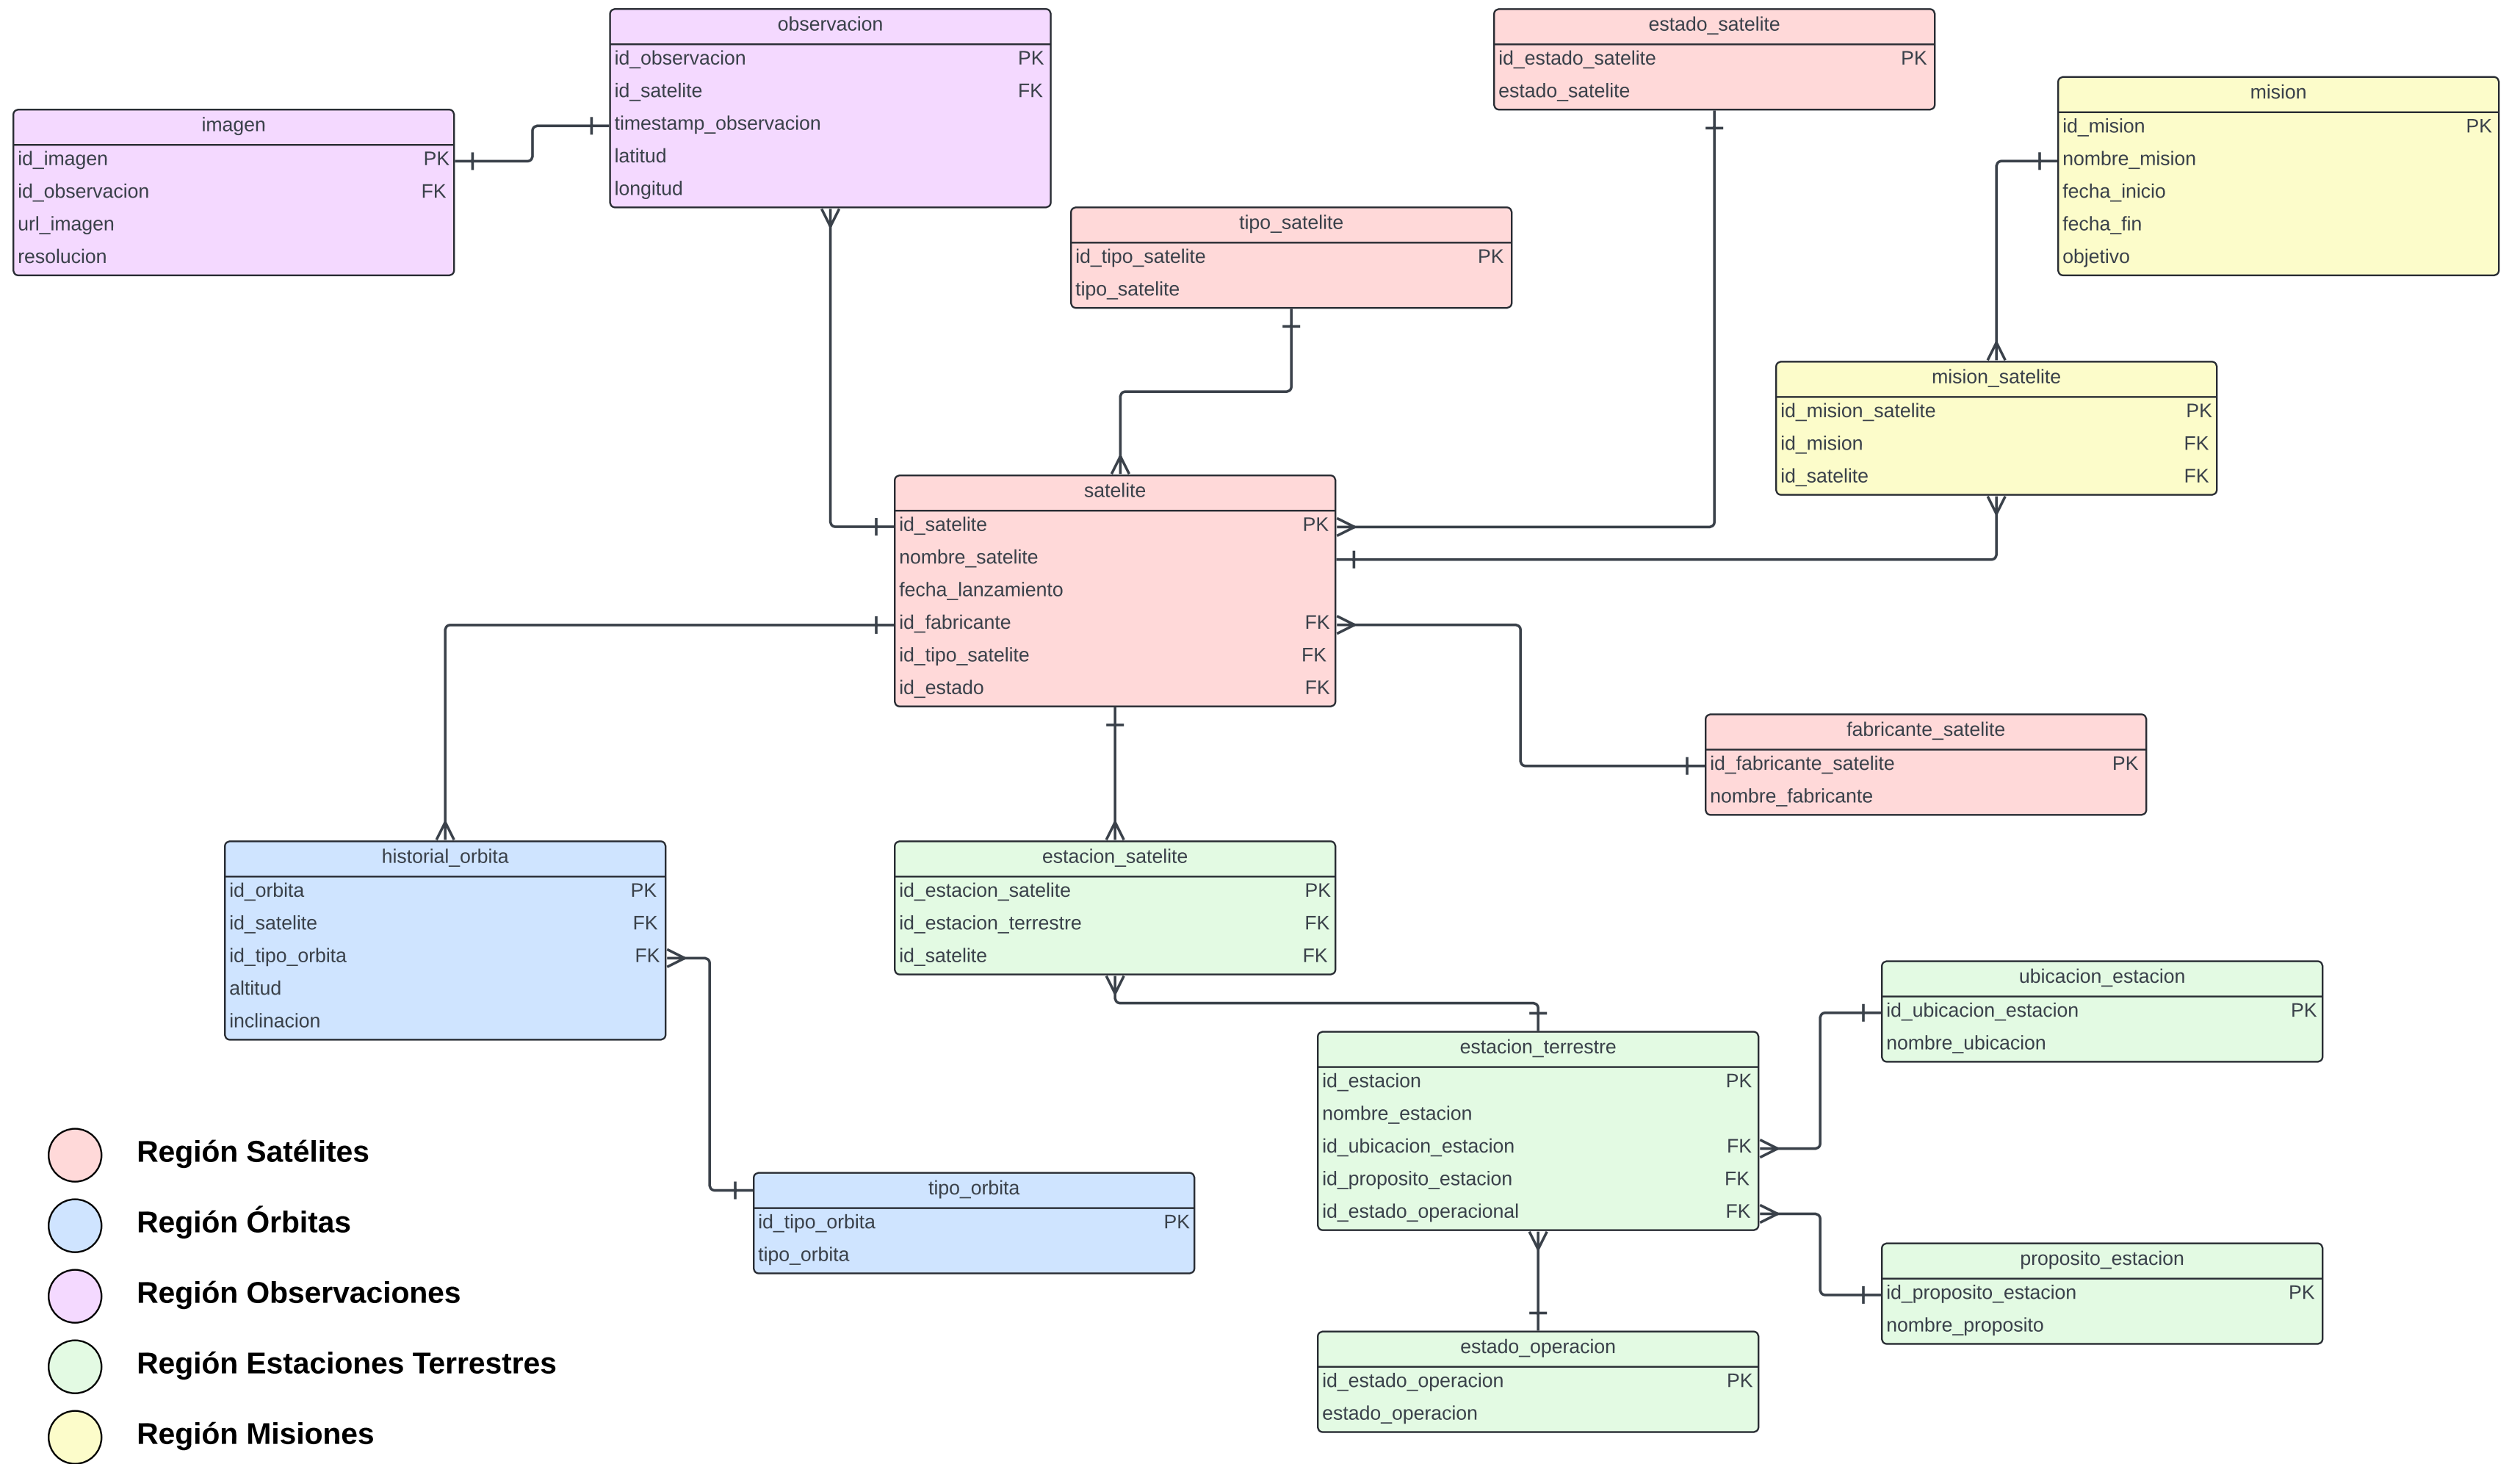 observacion
id_observacion PK
id_satelite FK
timestamp_observacion
latitud
longitud
estado_satelite
id_estado_satelite PK
estado_satelite
mision
id_mision PK
nombre_mision
fecha_inicio
fecha_fin
objetivo
imagen
id_imagen PK
id_observacion FK
url_imagen
resolucion
tipo_satelite
id_tipo_satelite PK
tipo_satelite
mision_satelite
id_mision_satelite PK
id_mision FK
id_satelite FK
satelite
id_satelite PK
nombre_satelite
fecha_lanzamiento
id_fabricante FK
id_tipo_satelite FK
id_estado FK
fabricante_satelite
id_fabricante_satelite PK
nombre_fabricante
historial_orbita
id_orbita PK
id_satelite FK
id_tipo_orbita FK
altitud
inclinacion
estacion_satelite
id_estacion_satelite PK
id_estacion_terrestre FK
id_satelite FK
ubicacion_estacion
id_ubicacion_estacion PK
nombre_ubicacion
estacion_terrestre
id_estacion PK
nombre_estacion
id_ubicacion_estacion FK
id_proposito_estacion FK
id_estado_operacional FK
tipo_orbita
id_tipo_orbita PK
tipo_orbita
proposito_estacion
id_proposito_estacion PK
nombre_proposito
estado_operacion
id_estado_operacion PK
estado_operacion
Región Satélites
Región Órbitas
Región Observaciones
Región Estaciones Terrestres
Región Misiones